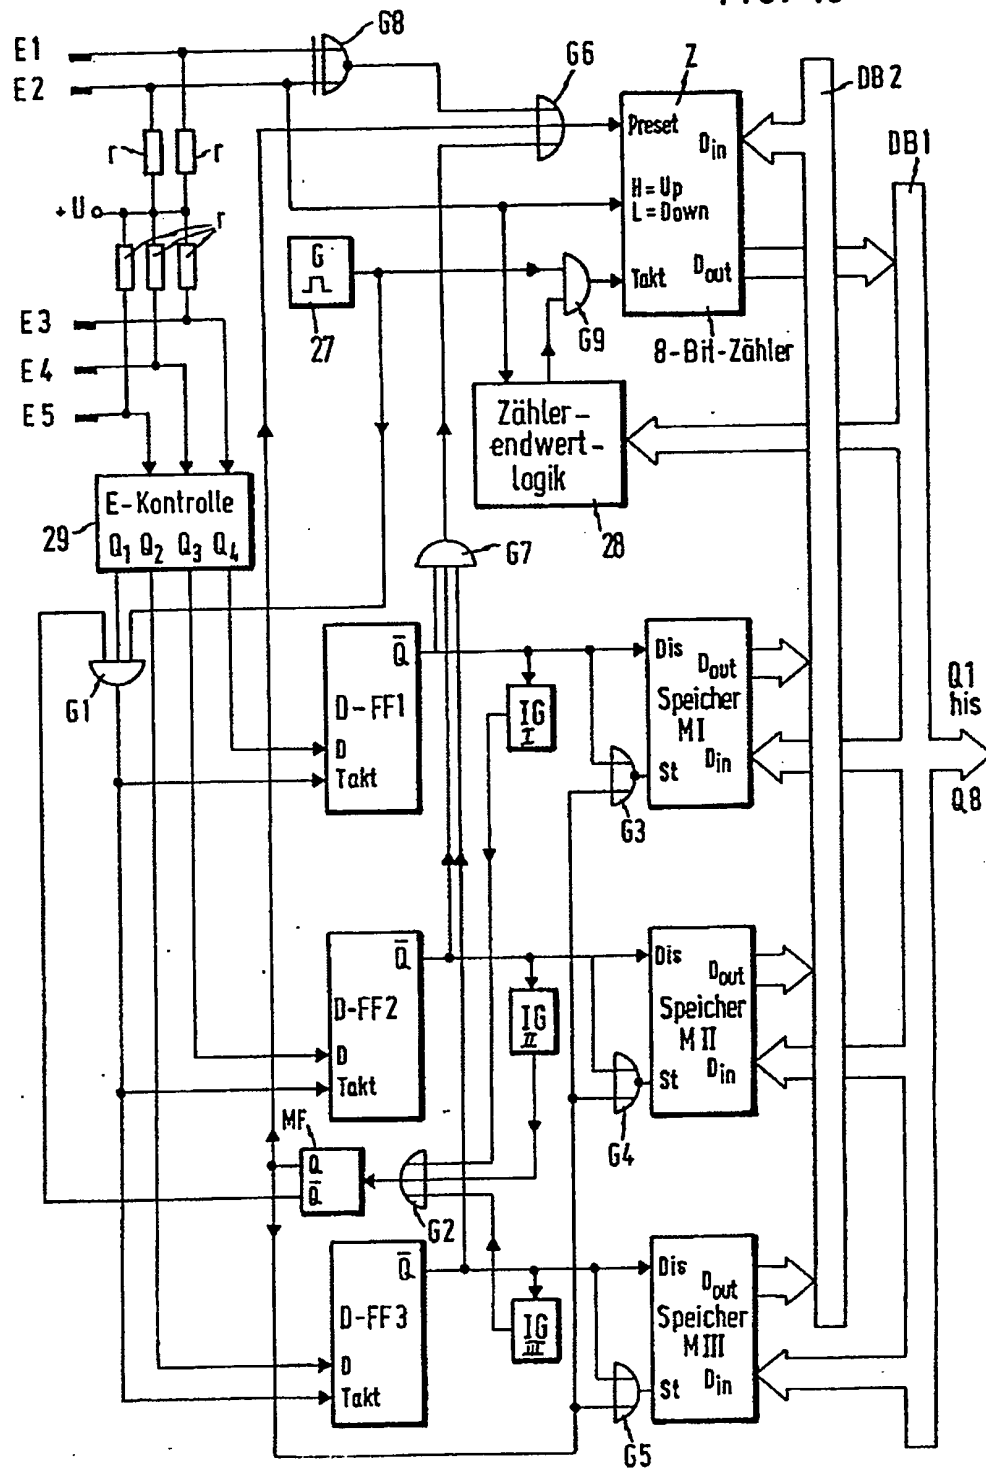 G8
E1
E2
G6
Z
DB2
Preset
Din
DB1
r
r
H=Up
L=Down
+U
r
G
Takt
Dout
G9
27
8-Bit-Zähler
E3
E4
E5
Zähler-
endwert-
logik
E-Kontrolle
29
Q1 Q2 Q3 Q4
28
G7
G1
Q̅
Dis
Dout
D-FF1
IG
I
Speicher
MI
Q1
his
D
Din
Takt
St
Q8
G3
Q̅
Dis
Dout
D-FF2
IG
II
Speicher
MII
D
Din
Takt
St
MF
G4
Q
Q̅
G2
Q̅
Dis
Dout
D-FF3
IG
III
Speicher
MIII
D
Din
Takt
St
G5